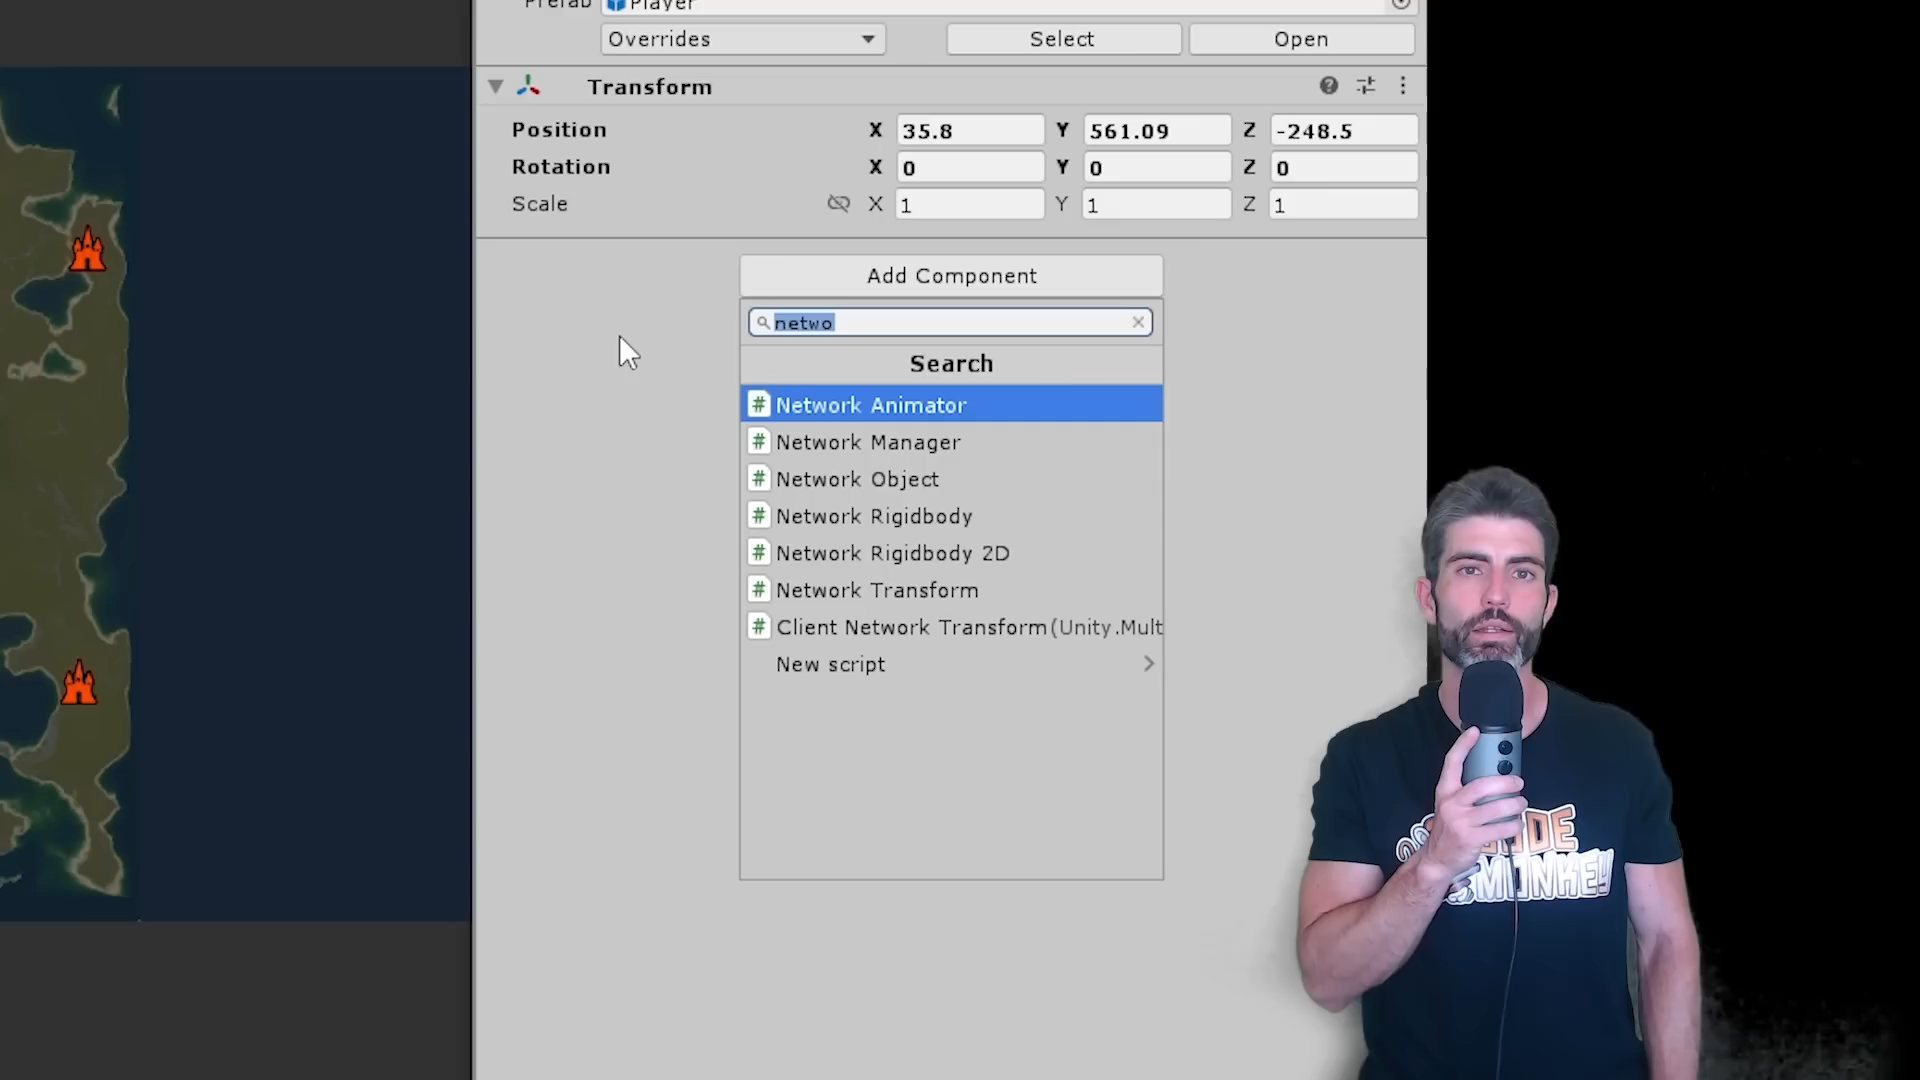 Prefab Player
Overrides Select Open
Transform
Position X 35.8 Y 561.09 Z -248.5
Rotation X 0 Y 0 Z 0
Scale X 1 Y 1 Z 1
Add Component
netwo
Search
# Network Animator
# Network Manager
# Network Object
# Network Rigidbody
# Network Rigidbody 2D
# Network Transform
# Client Network Transform(Unity.Mult
New script
CODE
MONKEY